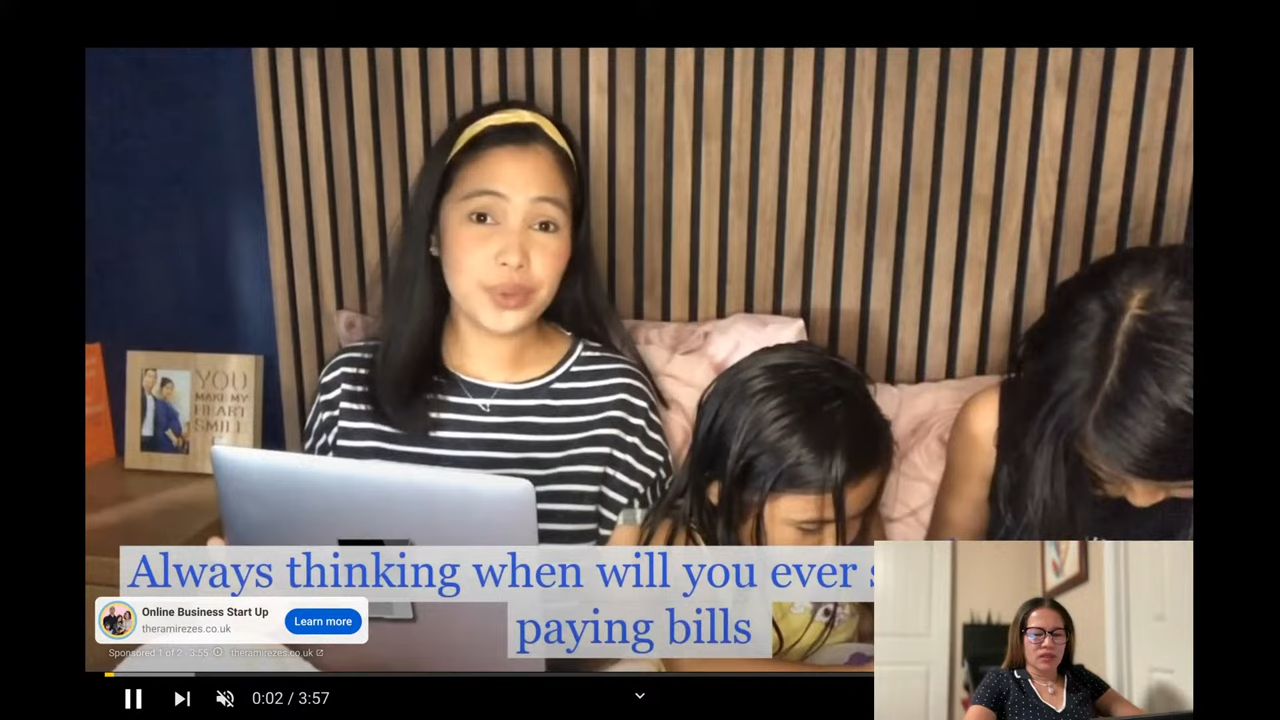 YOU
MAKE MY
HEART
SMILE
Always thinking when will you ever
paying bills
Online Business Start Up
theramirezes.co.uk
Learn more
Sponsored 1 of 2 · 3:55 theramirezes.co.uk
0:02 / 3:57